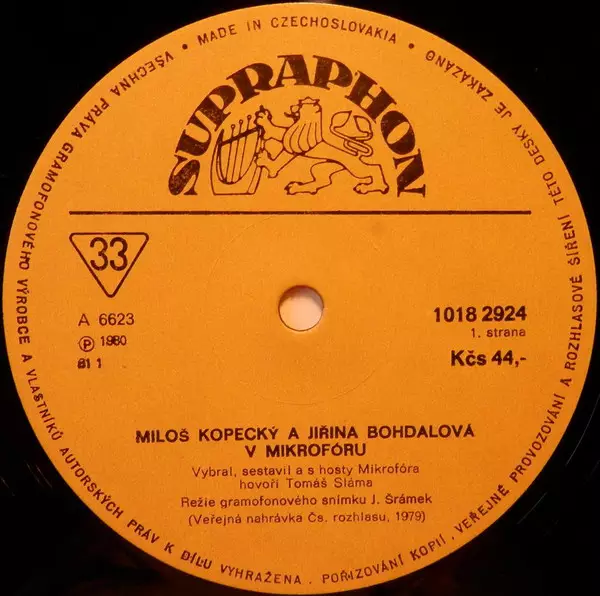 VŠECHNA PRÁVA GRAMOFONOVÉHO VÝROBCE A VLASTNÍKŮ AUTORSKÝCH PRÁV K DÍLU VYHRAŽENA . POŘIZOVÁNÍ KOPIÍ, VEŘEJNÉ PROVOZOVÁNÍ A ROZHLASOVÉ ŠÍŘENÍ TÉTO DESKY JE ZAKÁZÁNO
• MADE IN CZECHOSLOVAKIA •
SUPRAPHON
33
A 6623
Ⓟ 1980
81 1
1018 2924
1. strana
Kčs 44,-
MILOŠ KOPECKÝ A JIŘINA BOHDALOVÁ
V MIKROFÓRU
Vybral, sestavil a s hosty Mikrofóra
hovoří Tomáš Sláma
Režie gramofonového snímku J. Šrámek
(Veřejná nahrávka Čs. rozhlasu, 1979)